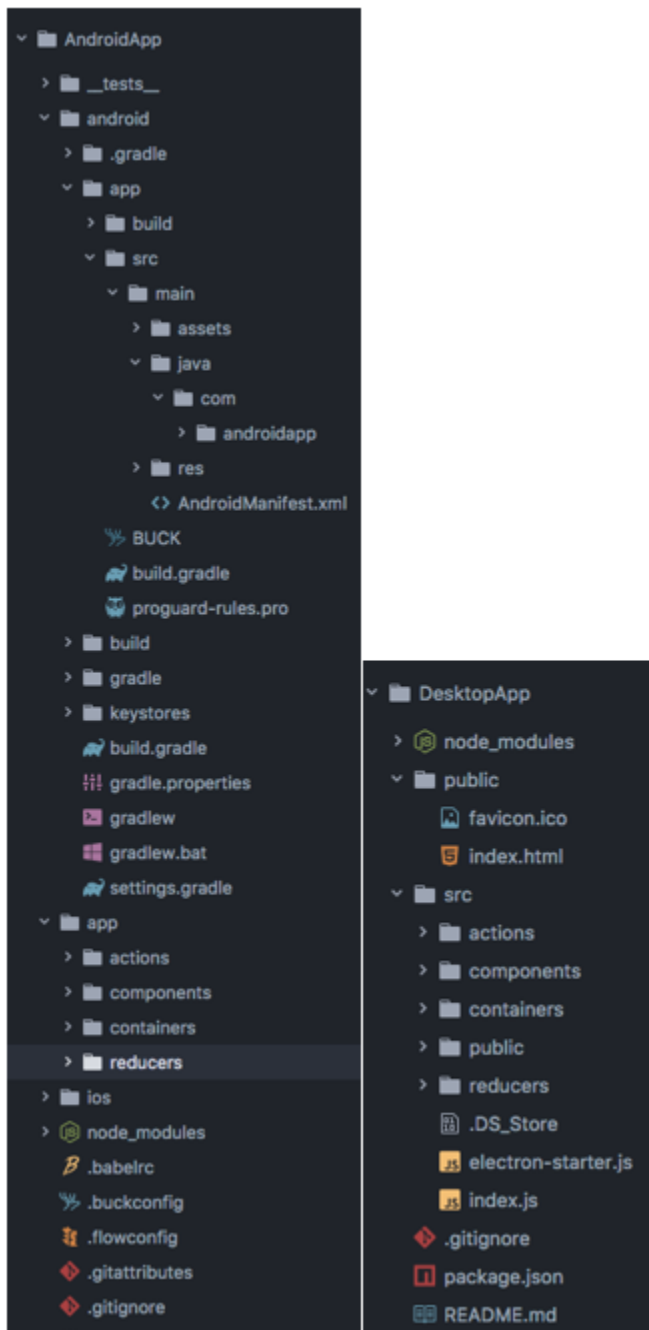 AndroidApp
__tests__
android
.gradle
app
build
src
main
assets
java
com
androidapp
res
AndroidManifest.xml
BUCK
build.gradle
proguard-rules.pro
build
gradle
keystores
build.gradle
gradle.properties
gradlew
gradlew.bat
settings.gradle
app
actions
components
containers
reducers
ios
node_modules
.babelrc
.buckconfig
.flowconfig
.gitattributes
.gitignore
DesktopApp
node_modules
public
favicon.ico
index.html
src
actions
components
containers
public
reducers
.DS_Store
electron-starter.js
index.js
.gitignore
package.json
README.md